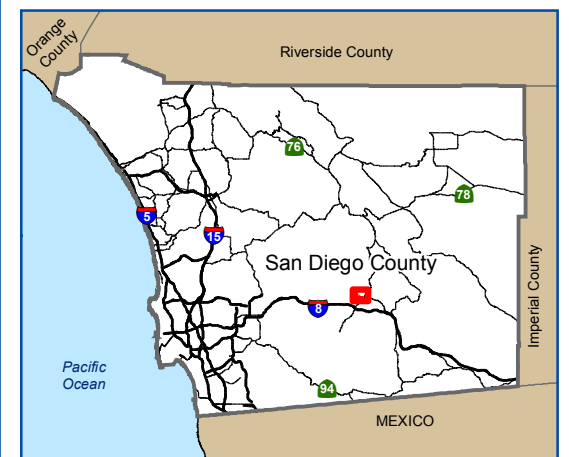 Orange
County
Riverside County
76
78
5
15
San Diego County
8
Imperial County
Pacific
Ocean
94
MEXICO